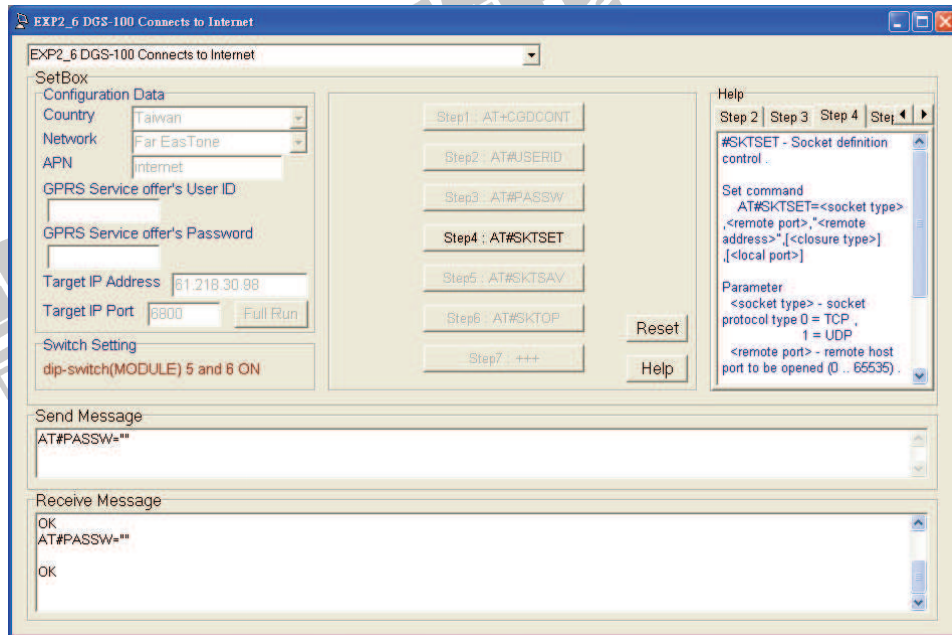 EXP2_6 DGS-100 Connects to Internet
EXP2_6 DGS-100 Connects to Internet
SetBox
Configuration Data
Country Taiwan
Network Far EasTone
APN internet
GPRS Service offer's User ID
GPRS Service offer's Password
Target IP Address 61.218.30.98
Target IP Port 6800 Full Run
Switch Setting
dip-switch(MODULE) 5 and 6 ON
Step1 : AT+CGDCONT
Step2 : AT#USERID
Step3 : AT#PASSW
Step4 : AT#SKTSET
Step5 : AT#SKTSAV
Step6 : AT#SKTOP
Step7 : +++
Reset
Help
Help
Step 2 Step 3 Step 4 Step
#SKTSET - Socket definition
control .
Set command
AT#SKTSET=<socket type>
,<remote port>,"<remote
address>",[<closure type>]
,[<local port>]
Parameter
<socket type> - socket
protocol type 0 = TCP ,
1 = UDP
<remote port> - remote host
port to be opened (0 .. 65535) .
Send Message
AT#PASSW=""
Receive Message
OK
AT#PASSW=""
OK